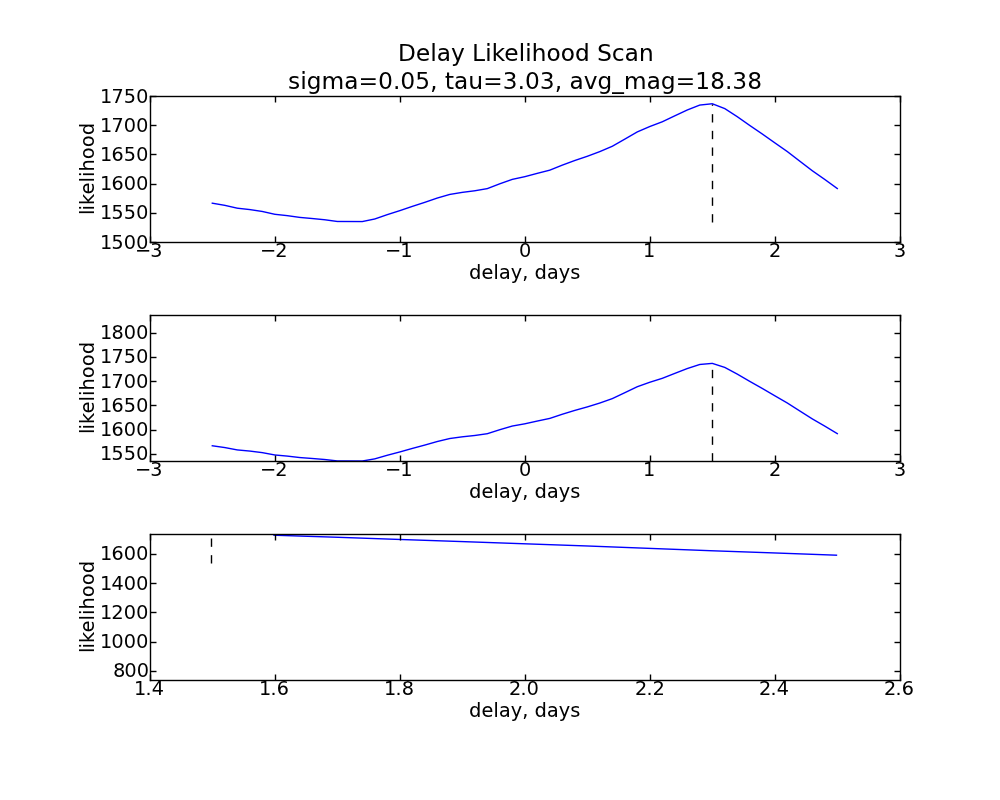 Delay Likelihood Scan
sigma=0.05, tau=3.03, avg_mag=18.38
1750
1700
1650
1600
1550
1500
likelihood
−3 −2 −1 0 1 2 3
delay, days
1800
1750
1700
1650
1600
1550
likelihood
−3 −2 −1 0 1 2 3
delay, days
1600
1400
1200
1000
800
likelihood
1.4 1.6 1.8 2.0 2.2 2.4 2.6
delay, days